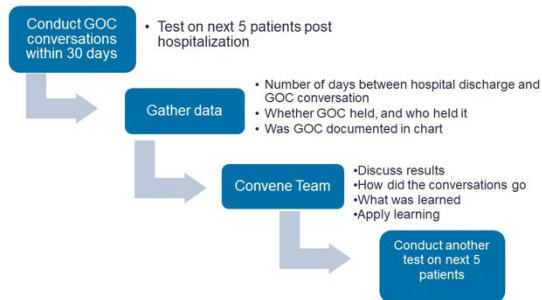 Conduct GOC
conversations
within 30 days
• Test on next 5 patients post
hospitalization
Gather data
• Number of days between hospital discharge and
GOC conversation
• Whether GOC held, and who held it
• Was GOC documented in chart
Convene Team
•Discuss results
•How did the conversations go
•What was learned
•Apply learning
Conduct another
test on next 5
patients